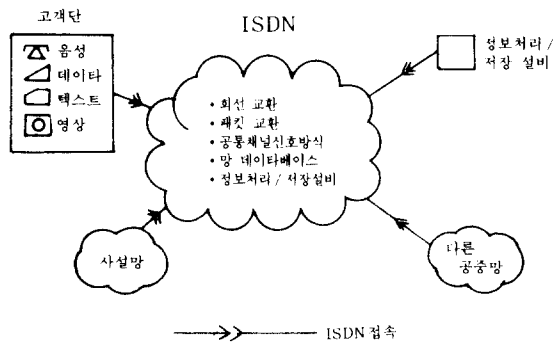 고객단
ISDN
음성
데이타
텍스트
영상
정보처리 /
저장 설비
• 회선 교환
• 패킷 교환
• 공통채널신호방식
• 망 데이타베이스
• 정보처리 / 저장설비
사설망
다른
공중망
ISDN 접속